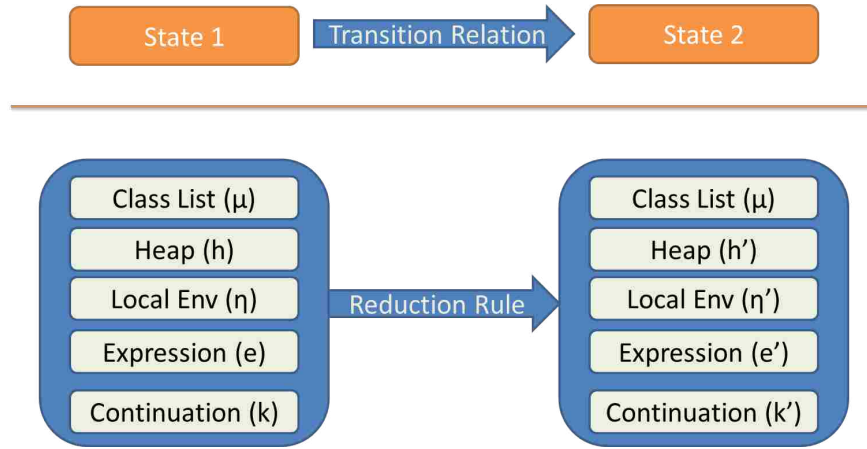 State 1
Transition Relation
State 2
Class List (μ)
Heap (h)
Local Env (η)
Expression (e)
Continuation (k)
Reduction Rule
Class List (μ)
Heap (h’)
Local Env (η’)
Expression (e’)
Continuation (k’)